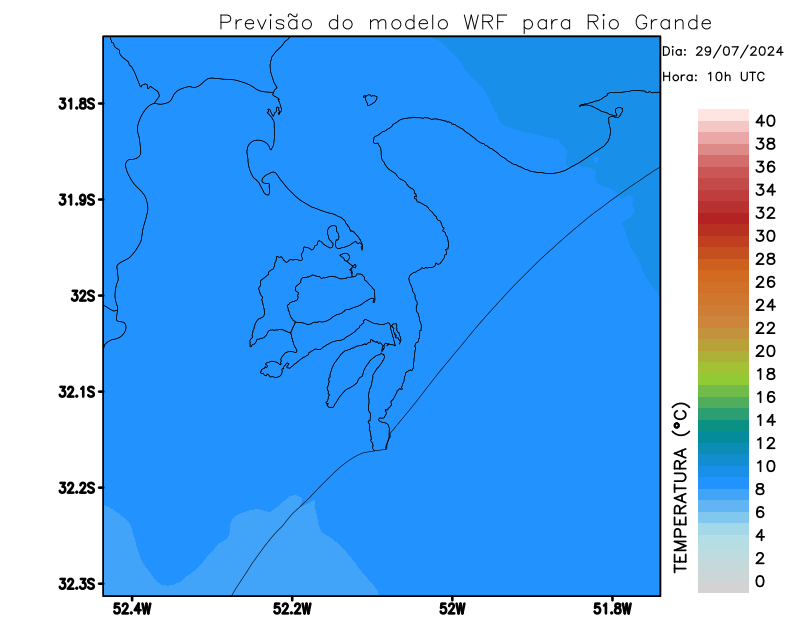 Previsão do modelo WRF para Rio Grande
Dia: 29/07/2024
Hora: 10h UTC
31.8S
31.9S
32S
32.1S
32.2S
32.3S
52.4W
52.2W
52W
51.8W
TEMPERATURA (°C)
40
38
36
34
32
30
28
26
24
22
20
18
16
14
12
10
8
6
4
2
0